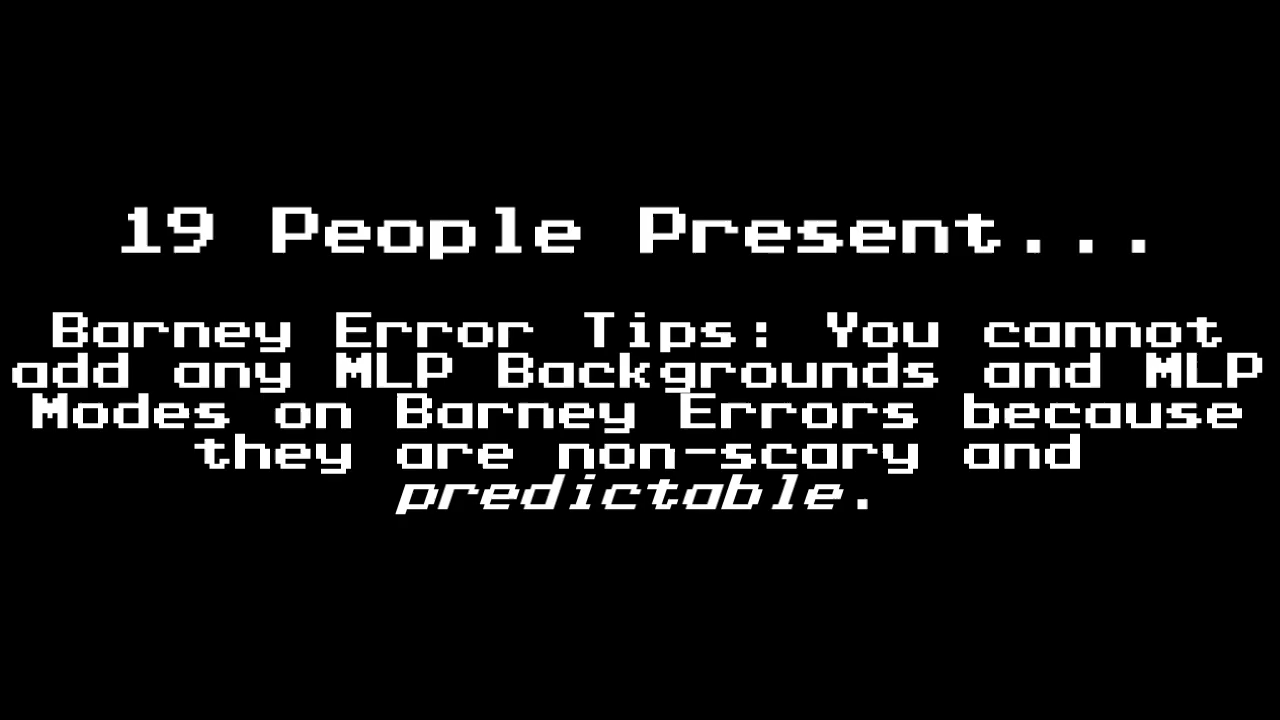 19 People Present...
Barney Error Tips: You cannot
add any MLP Backgrounds and MLP
Modes on Barney Errors because
they are non-scary and
predictable.